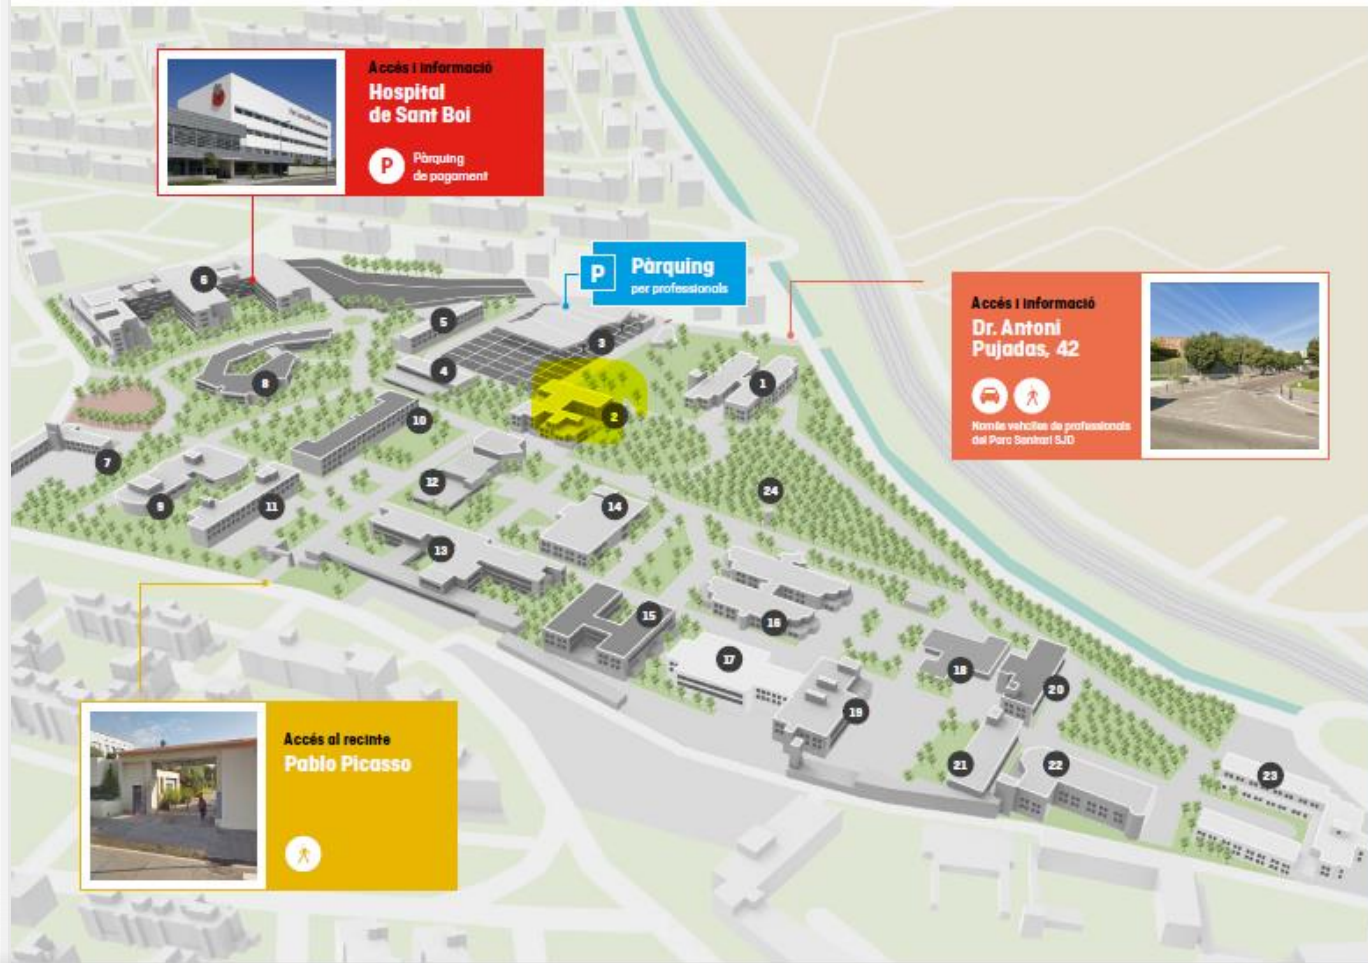 Accés i informació
Hospital
de Sant Boi
P
Pàrquing
de pagament
P
Pàrquing
per professionals
Accés i informació
Dr. Antoni
Pujadas, 42
Només vehicles de professionals
del Parc Sanitari SJD
6
5
3
4
8
1
2
10
7
12
24
9
11
14
13
15
16
17
18
20
19
21
22
23
Accés al recinte
Pablo Picasso